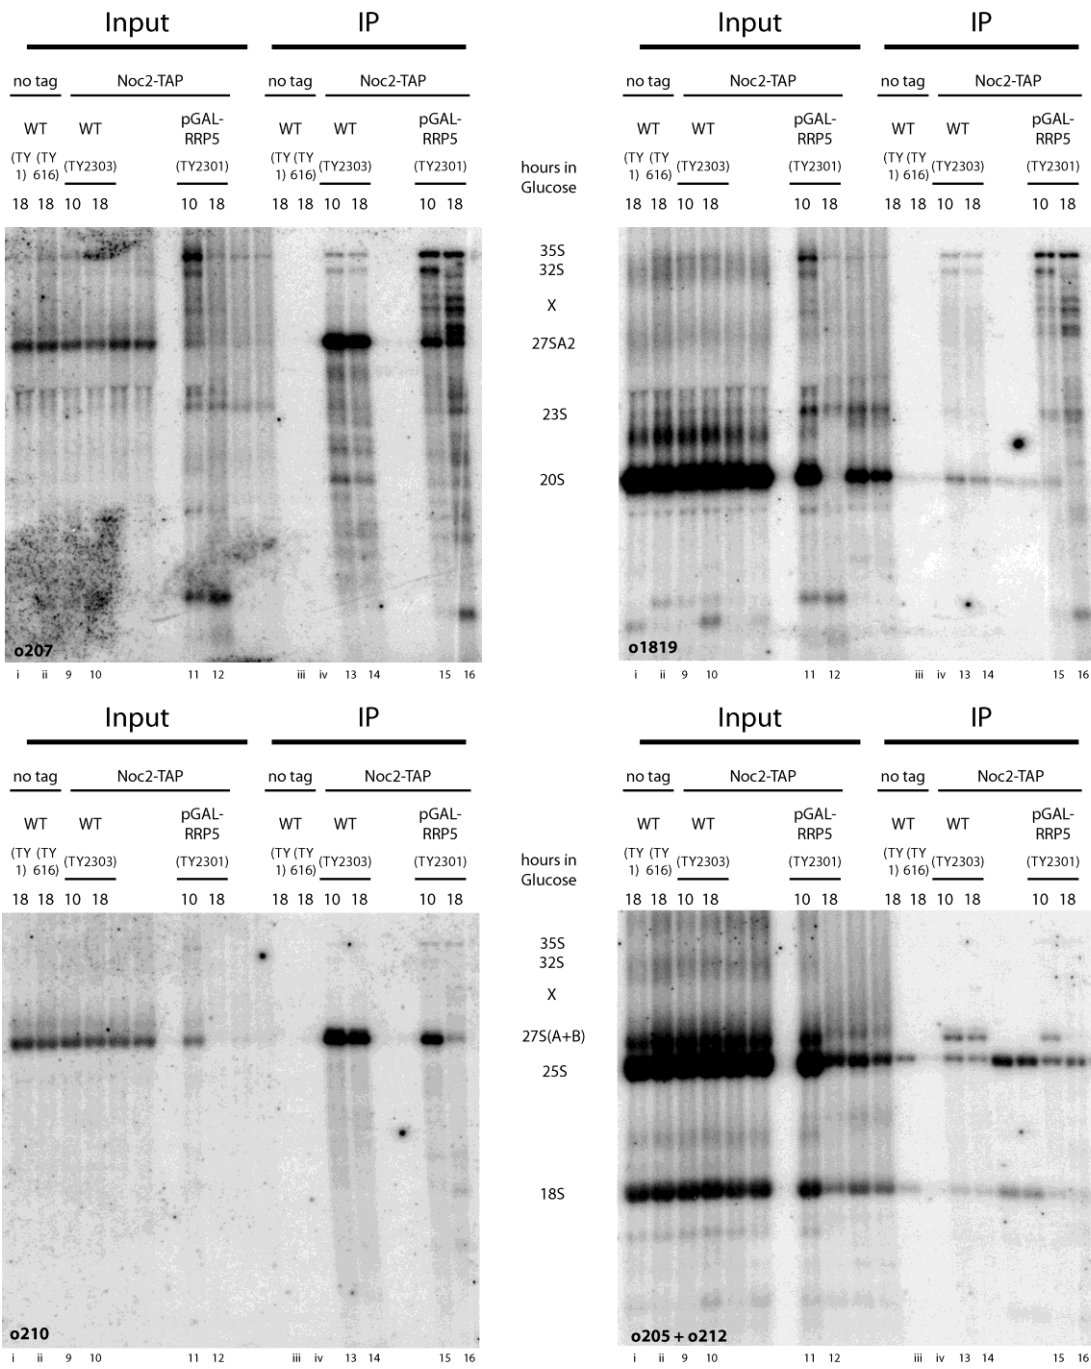 Input IP
no tag Noc2-TAP no tag Noc2-TAP
WT WT pGAL-RRP5 WT WT pGAL-RRP5
(TY 1) (TY 616) (TY2303) (TY2301) (TY 1) (TY 616) (TY2303) (TY2301)
18 18 10 18 10 18 18 18 10 18 10 18
o207
i ii 9 10 11 12 iii iv 13 14 15 16
hours in
Glucose
35S
32S
X
27SA2
23S
20S
Input IP
no tag Noc2-TAP no tag Noc2-TAP
WT WT pGAL-RRP5 WT WT pGAL-RRP5
(TY 1) (TY 616) (TY2303) (TY2301) (TY 1) (TY 616) (TY2303) (TY2301)
18 18 10 18 10 18 18 18 10 18 10 18
o1819
i ii 9 10 11 12 iii iv 13 14 15 16
Input IP
no tag Noc2-TAP no tag Noc2-TAP
WT WT pGAL-RRP5 WT WT pGAL-RRP5
(TY 1) (TY 616) (TY2303) (TY2301) (TY 1) (TY 616) (TY2303) (TY2301)
18 18 10 18 10 18 18 18 10 18 10 18
o210
i ii 9 10 11 12 iii iv 13 14 15 16
hours in
Glucose
35S
32S
X
27S(A+B)
25S
18S
Input IP
no tag Noc2-TAP no tag Noc2-TAP
WT WT pGAL-RRP5 WT WT pGAL-RRP5
(TY 1) (TY 616) (TY2303) (TY2301) (TY 1) (TY 616) (TY2303) (TY2301)
18 18 10 18 10 18 18 18 10 18 10 18
o205 + o212
i ii 9 10 11 12 iii iv 13 14 15 16